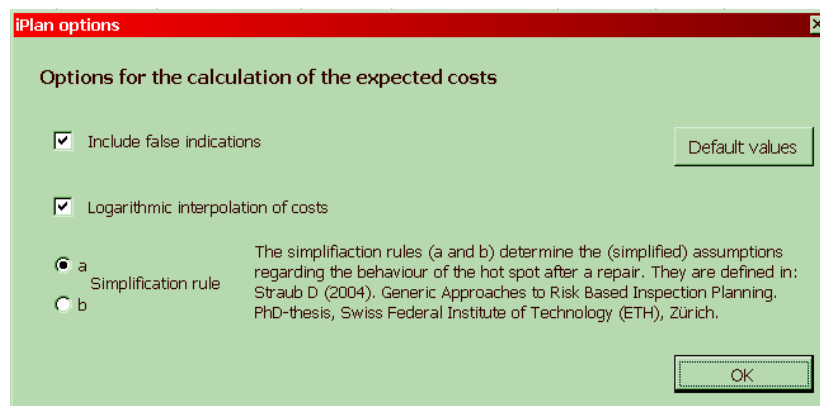 iPlan options
Options for the calculation of the expected costs
Include false indications
Default values
Logarithmic interpolation of costs
a
Simplification rule
b
The simplifiaction rules (a and b) determine the (simplified) assumptions
regarding the behaviour of the hot spot after a repair. They are defined in:
Straub D (2004). Generic Approaches to Risk Based Inspection Planning.
PhD-thesis, Swiss Federal Institute of Technology (ETH), Zürich.
OK